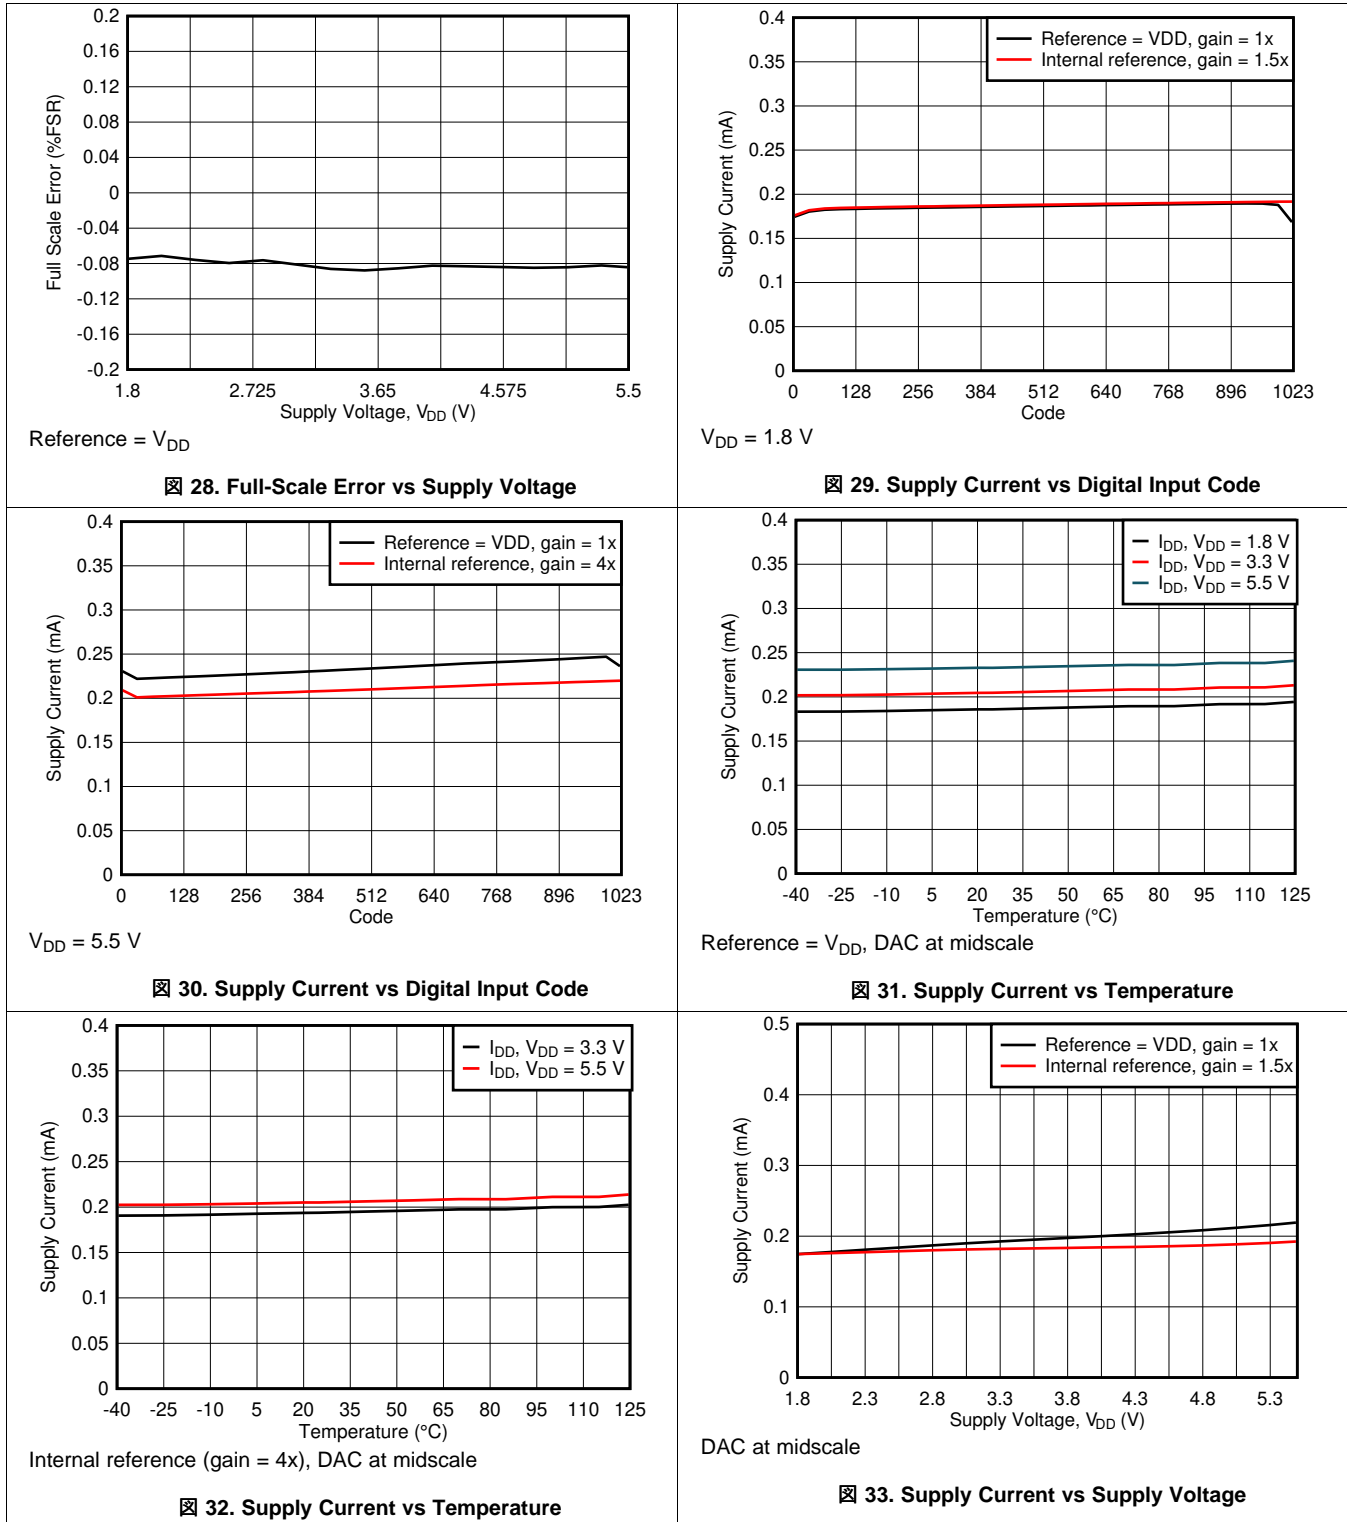 0.2
0.16
0.12
0.08
0.04
0
-0.04
-0.08
-0.12
-0.16
-0.2
Full Scale Error (%FSR)
1.8 2.725 3.65 4.575 5.5
Supply Voltage, VDD (V)
Reference = VDD
図 28. Full-Scale Error vs Supply Voltage
0.4
0.35
0.3
0.25
0.2
0.15
0.1
0.05
0
Supply Current (mA)
Reference = VDD, gain = 1x
Internal reference, gain = 1.5x
0 128 256 384 512 640 768 896 1023
Code
VDD = 1.8 V
図 29. Supply Current vs Digital Input Code
0.4
0.35
0.3
0.25
0.2
0.15
0.1
0.05
0
Supply Current (mA)
Reference = VDD, gain = 1x
Internal reference, gain = 4x
0 128 256 384 512 640 768 896 1023
Code
VDD = 5.5 V
図 30. Supply Current vs Digital Input Code
0.4
0.35
0.3
0.25
0.2
0.15
0.1
0.05
0
Supply Current (mA)
IDD, VDD = 1.8 V
IDD, VDD = 3.3 V
IDD, VDD = 5.5 V
-40 -25 -10 5 20 35 50 65 80 95 110 125
Temperature (°C)
Reference = VDD, DAC at midscale
図 31. Supply Current vs Temperature
0.4
0.35
0.3
0.25
0.2
0.15
0.1
0.05
0
Supply Current (mA)
IDD, VDD = 3.3 V
IDD, VDD = 5.5 V
-40 -25 -10 5 20 35 50 65 80 95 110 125
Temperature (°C)
Internal reference (gain = 4x), DAC at midscale
図 32. Supply Current vs Temperature
0.5
0.4
0.3
0.2
0.1
0
Supply Current (mA)
Reference = VDD, gain = 1x
Internal reference, gain = 1.5x
1.8 2.3 2.8 3.3 3.8 4.3 4.8 5.3
Supply Voltage, VDD (V)
DAC at midscale
図 33. Supply Current vs Supply Voltage